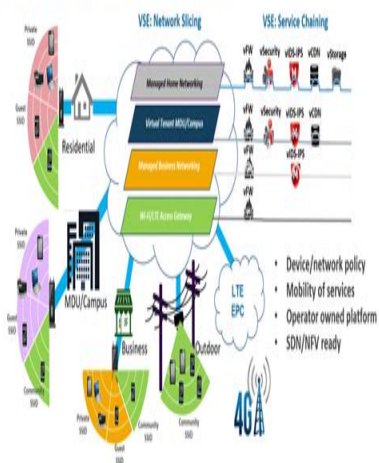 VSE: Network Slicing
VSE: Service Chaining
Private
SSID
Guest
SSID
Residential
Managed Home Networking
Virtual Tenant MDU/Campus
Managed Business Networking
Wi-Fi/LTE Access Gateway
vFW
vSecurity
vIDS-IPS
vCDN
vStorage
vFW
vSecurity
vIDS-IPS
vCDN
vFW
vIDS-IPS
vFW
Private
SSID
Guest
SSID
Community
SSID
MDU/Campus
Business
Outdoor
LTE
EPC
• Device/network policy
• Mobility of services
• Operator owned platform
• SDN/NFV ready
4G
Private
SSID
Guest
SSID
Community
SSID
Community
SSID